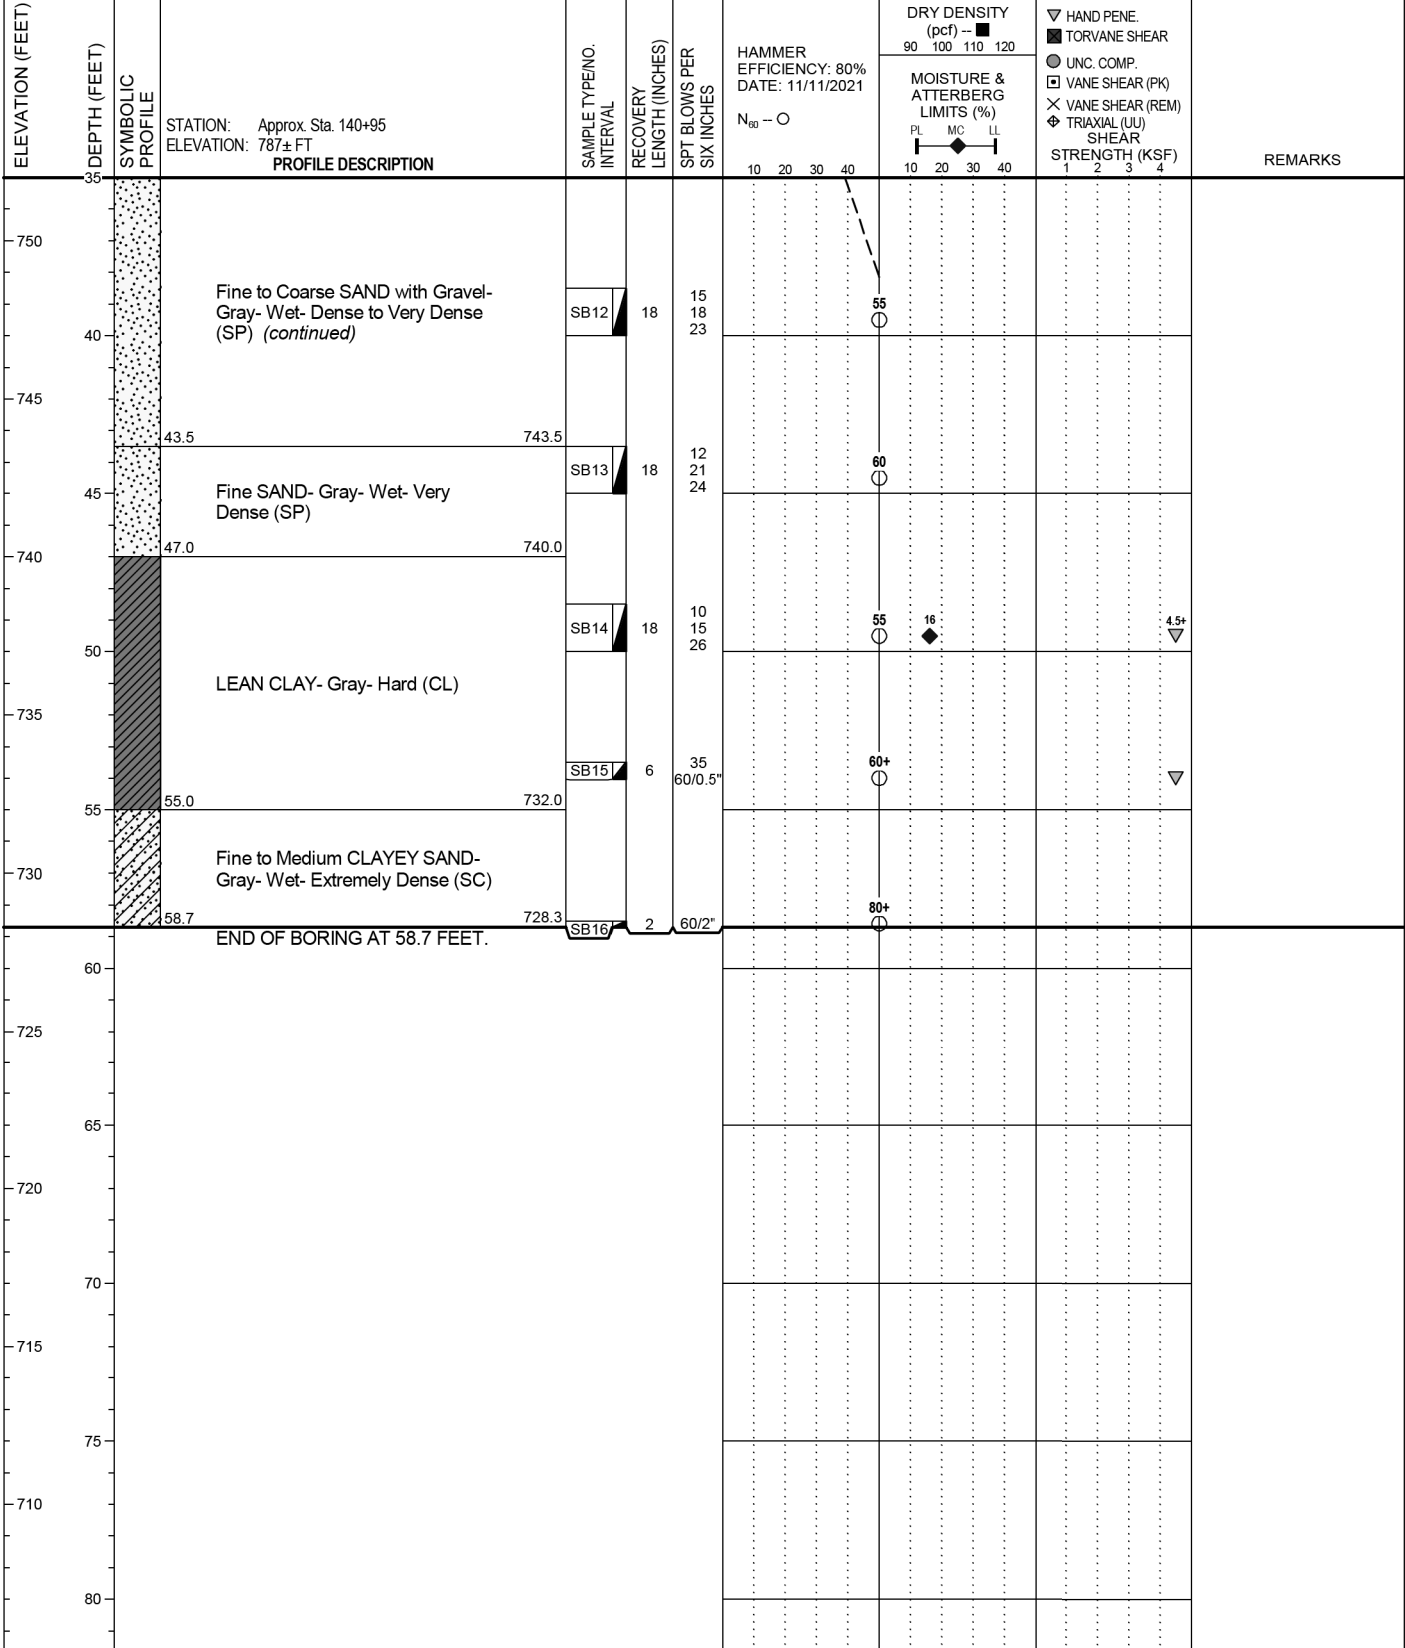 ELEVATION (FEET)
DEPTH (FEET)
SYMBOLIC
PROFILE
STATION: Approx. Sta. 140+95
ELEVATION: 787± FT
PROFILE DESCRIPTION
SAMPLE TYPE/NO.
INTERVAL
RECOVERY
LENGTH (INCHES)
SPT BLOWS PER
SIX INCHES
HAMMER
EFFICIENCY: 80%
DATE: 11/11/2021
N60 -- O
10 20 30 40
DRY DENSITY
(pcf) -- ■
90 100 110 120
MOISTURE &
ATTERBERG
LIMITS (%)
PL MC LL
10 20 30 40
HAND PENE.
TORVANE SHEAR
UNC. COMP.
VANE SHEAR (PK)
VANE SHEAR (REM)
TRIAXIAL (UU)
SHEAR
STRENGTH (KSF)
1 2 3 4
REMARKS
35
750
Fine to Coarse SAND with Gravel-
Gray- Wet- Dense to Very Dense
(SP) (continued)
SB12
18
15
18
23
55
40
745
43.5 743.5
SB13
18
12
21
24
60
45
Fine SAND- Gray- Wet- Very
Dense (SP)
47.0 740.0
740
SB14
18
10
15
26
55
16
4.5+
50
LEAN CLAY- Gray- Hard (CL)
735
SB15
6
35
60/0.5"
60+
55.0 732.0
55
Fine to Medium CLAYEY SAND-
Gray- Wet- Extremely Dense (SC)
730
58.7 728.3
SB16
2
60/2"
80+
END OF BORING AT 58.7 FEET.
60
725
65
720
70
715
75
710
80